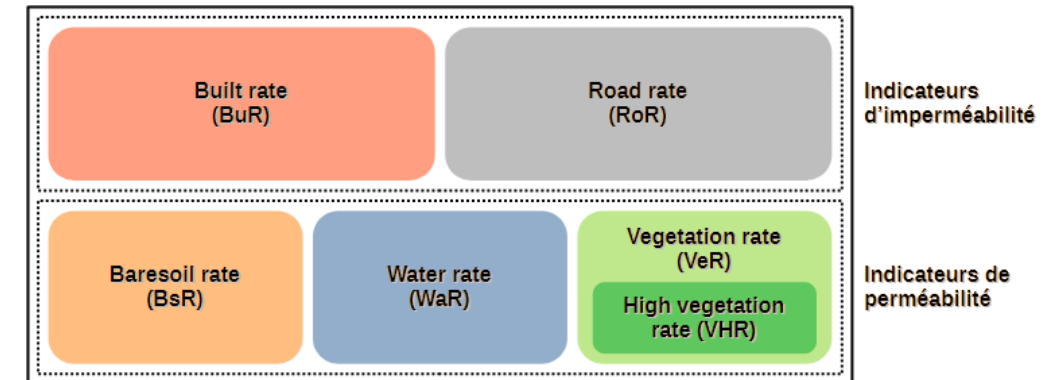 Built rate
(BuR)
Road rate
(RoR)
Indicateurs
d'imperméabilité
Baresoil rate
(BsR)
Water rate
(WaR)
Vegetation rate
(VeR)
High vegetation
rate (VHR)
Indicateurs de
perméabilité